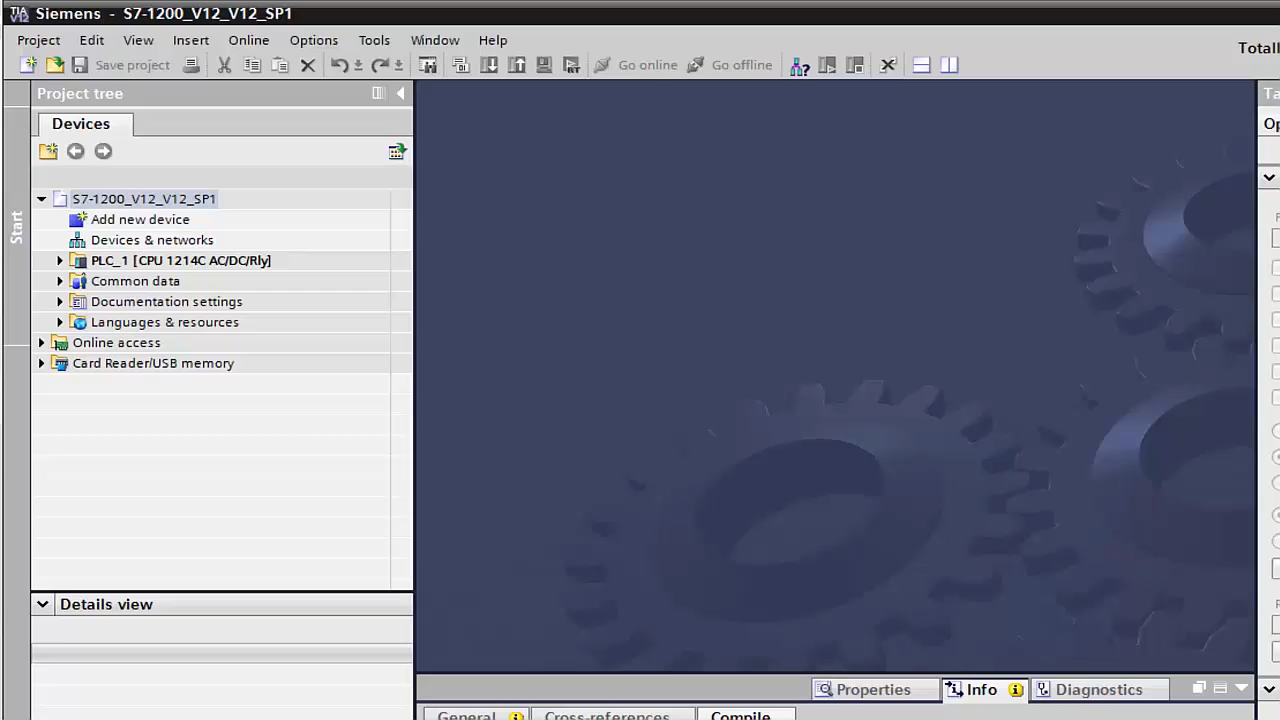 TIA V12 Siemens - S7-1200_V12_V12_SP1
Project Edit View Insert Online Options Tools Window Help
Save project Go online Go offline
Project tree
Devices
Start
S7-1200_V12_V12_SP1
Add new device
Devices & networks
PLC_1 [CPU 1214C AC/DC/Rly]
Common data
Documentation settings
Languages & resources
Online access
Card Reader/USB memory
Details view
Properties Info Diagnostics
General Cross-references Compile